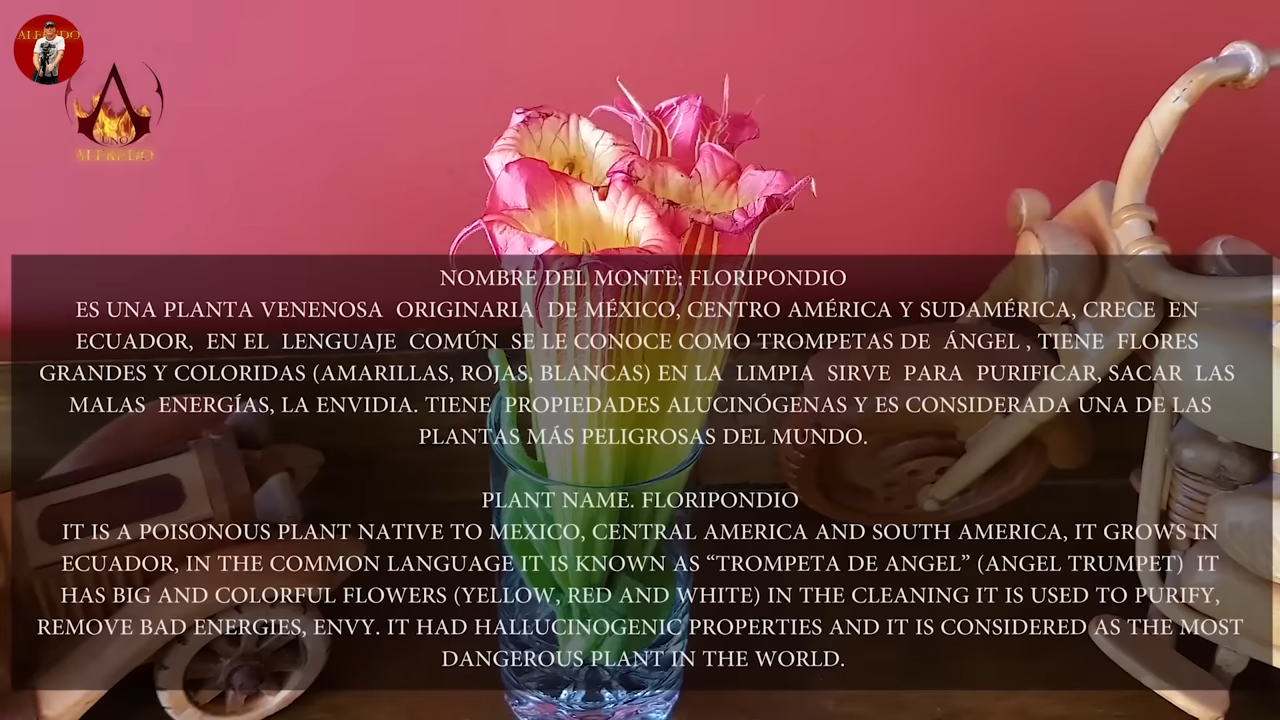 ALFREDO
UNO
ALFREDO
NOMBRE DEL MONTE: FLORIPONDIO
ES UNA PLANTA VENENOSA ORIGINARIA DE MÉXICO, CENTRO AMÉRICA Y SUDAMÉRICA, CRECE EN
ECUADOR, EN EL LENGUAJE COMÚN SE LE CONOCE COMO TROMPETAS DE ÁNGEL , TIENE FLORES
GRANDES Y COLORIDAS (AMARILLAS, ROJAS, BLANCAS) EN LA LIMPIA SIRVE PARA PURIFICAR, SACAR LAS
MALAS ENERGÍAS, LA ENVIDIA. TIENE PROPIEDADES ALUCINÓGENAS Y ES CONSIDERADA UNA DE LAS
PLANTAS MÁS PELIGROSAS DEL MUNDO.
PLANT NAME. FLORIPONDIO
IT IS A POISONOUS PLANT NATIVE TO MEXICO, CENTRAL AMERICA AND SOUTH AMERICA, IT GROWS IN
ECUADOR, IN THE COMMON LANGUAGE IT IS KNOWN AS “TROMPETA DE ANGEL” (ANGEL TRUMPET) IT
HAS BIG AND COLORFUL FLOWERS (YELLOW, RED AND WHITE) IN THE CLEANING IT IS USED TO PURIFY,
REMOVE BAD ENERGIES, ENVY. IT HAD HALLUCINOGENIC PROPERTIES AND IT IS CONSIDERED AS THE MOST
DANGEROUS PLANT IN THE WORLD.